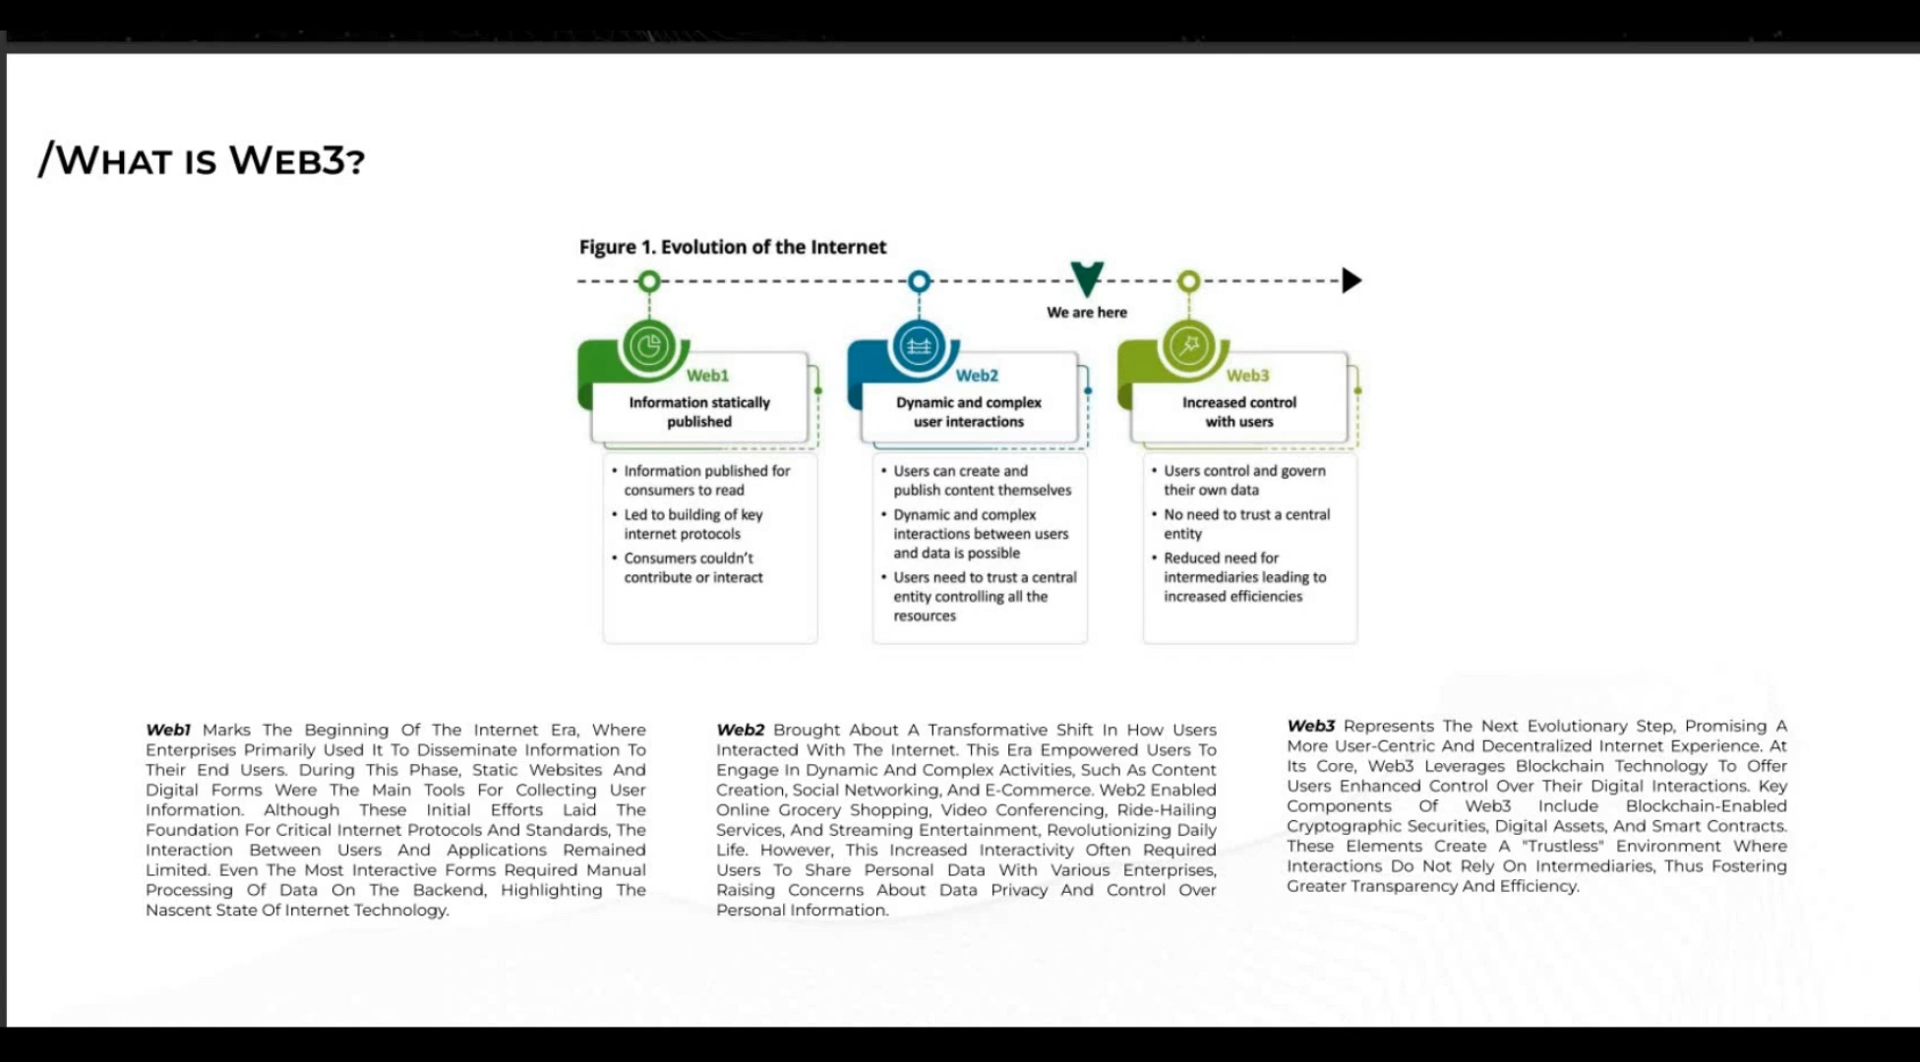 /WHAT IS WEB3?
Figure 1. Evolution of the Internet
We are here
Web1
Information statically
published
• Information published for
consumers to read
• Led to building of key
internet protocols
• Consumers couldn't
contribute or interact
Web2
Dynamic and complex
user interactions
• Users can create and
publish content themselves
• Dynamic and complex
interactions between users
and data is possible
• Users need to trust a central
entity controlling all the
resources
Web3
Increased control
with users
• Users control and govern
their own data
• No need to trust a central
entity
• Reduced need for
intermediaries leading to
increased efficiencies
Web1 Marks The Beginning Of The Internet Era, Where
Enterprises Primarily Used It To Disseminate Information To
Their End Users. During This Phase, Static Websites And
Digital Forms Were The Main Tools For Collecting User
Information. Although These Initial Efforts Laid The
Foundation For Critical Internet Protocols And Standards, The
Interaction Between Users And Applications Remained
Limited. Even The Most Interactive Forms Required Manual
Processing Of Data On The Backend, Highlighting The
Nascent State Of Internet Technology.
Web2 Brought About A Transformative Shift In How Users
Interacted With The Internet. This Era Empowered Users To
Engage In Dynamic And Complex Activities, Such As Content
Creation, Social Networking, And E-Commerce. Web2 Enabled
Online Grocery Shopping, Video Conferencing, Ride-Hailing
Services, And Streaming Entertainment, Revolutionizing Daily
Life. However, This Increased Interactivity Often Required
Users To Share Personal Data With Various Enterprises,
Raising Concerns About Data Privacy And Control Over
Personal Information.
Web3 Represents The Next Evolutionary Step, Promising A
More User-Centric And Decentralized Internet Experience. At
Its Core, Web3 Leverages Blockchain Technology To Offer
Users Enhanced Control Over Their Digital Interactions. Key
Components Of Web3 Include Blockchain-Enabled
Cryptographic Securities, Digital Assets, And Smart Contracts.
These Elements Create A "Trustless" Environment Where
Interactions Do Not Rely On Intermediaries, Thus Fostering
Greater Transparency And Efficiency.